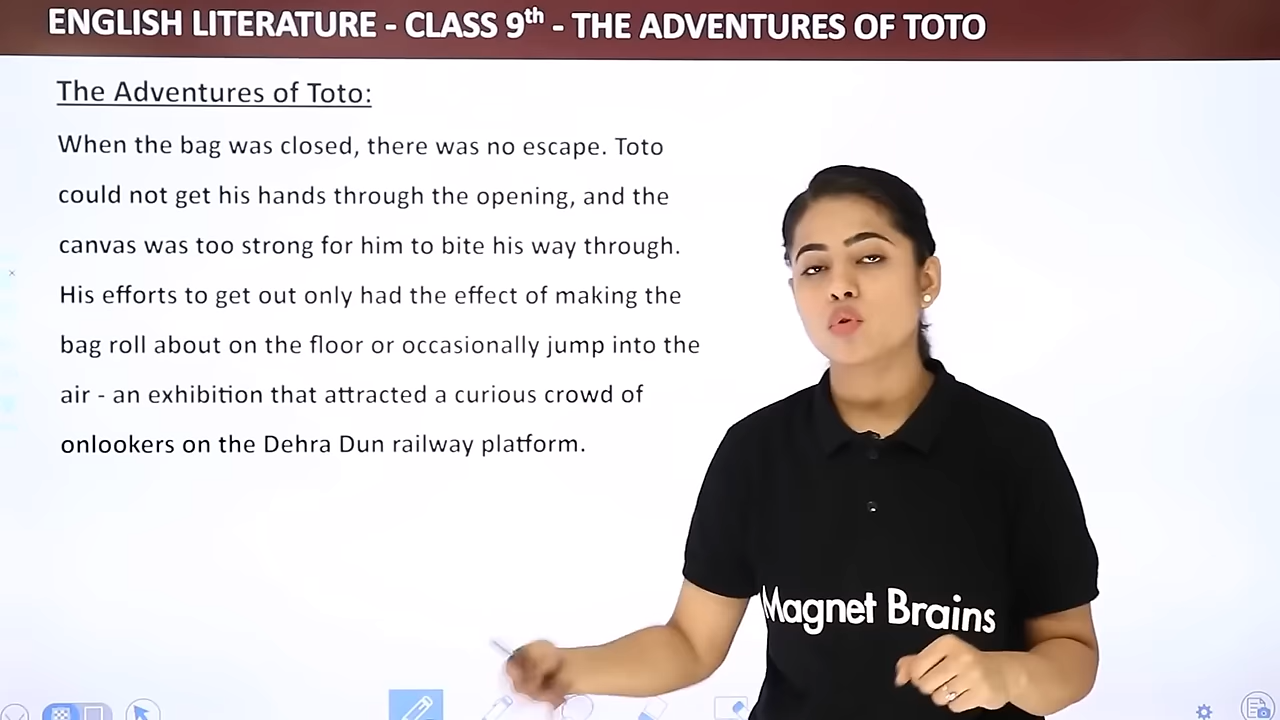 ENGLISH LITERATURE - CLASS 9th - THE ADVENTURES OF TOTO
The Adventures of Toto:
When the bag was closed, there was no escape. Toto
could not get his hands through the opening, and the
canvas was too strong for him to bite his way through.
His efforts to get out only had the effect of making the
bag roll about on the floor or occasionally jump into the
air - an exhibition that attracted a curious crowd of
onlookers on the Dehra Dun railway platform.
Magnet Brains